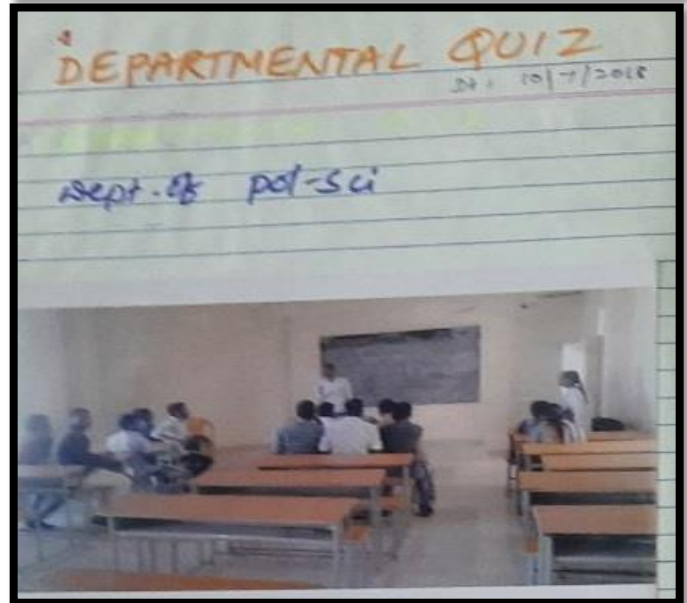 DEPARTMENTAL QUIZ
Dt: 10/7/2018
Dept. of pol-sci